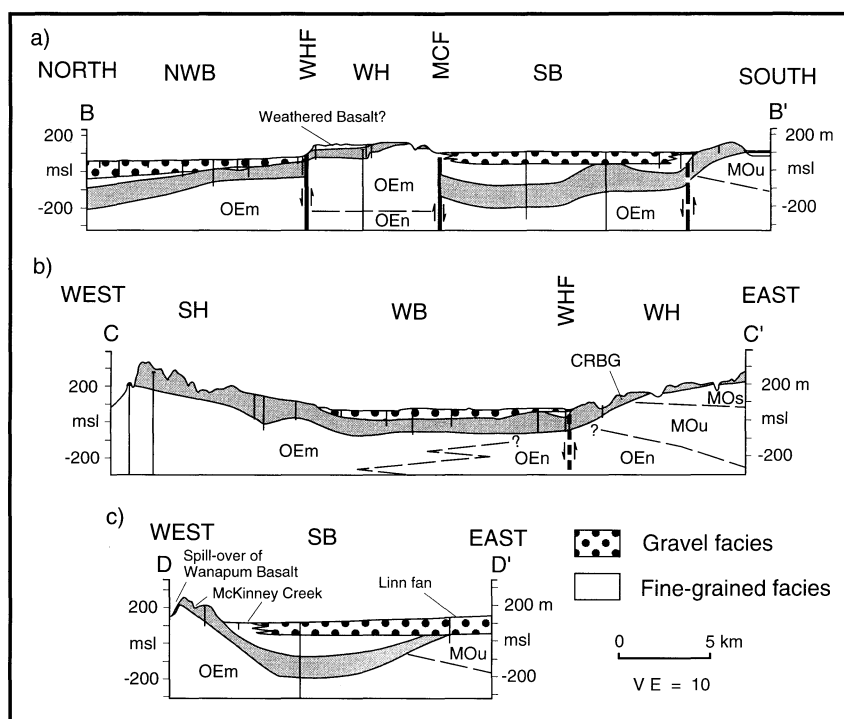 a)
NORTH NWB WHF WH MCF SB SOUTH
B B'
Weathered Basalt?
200 200 m
msl msl
-200 -200
OEm OEm OEn OEm MOu
b)
WEST SH WB WHF WH EAST
C C'
CRBG
200 200 m
msl msl
-200 -200
OEm ? OEn ? OEn MOu MOs
c)
WEST SB EAST
D D'
Spill-over of
Wanapum Basalt
McKinney Creek
Linn fan
200 200 m
msl msl
-200 -200
OEm MOu
Gravel facies
Fine-grained facies
0 5 km
V E = 10